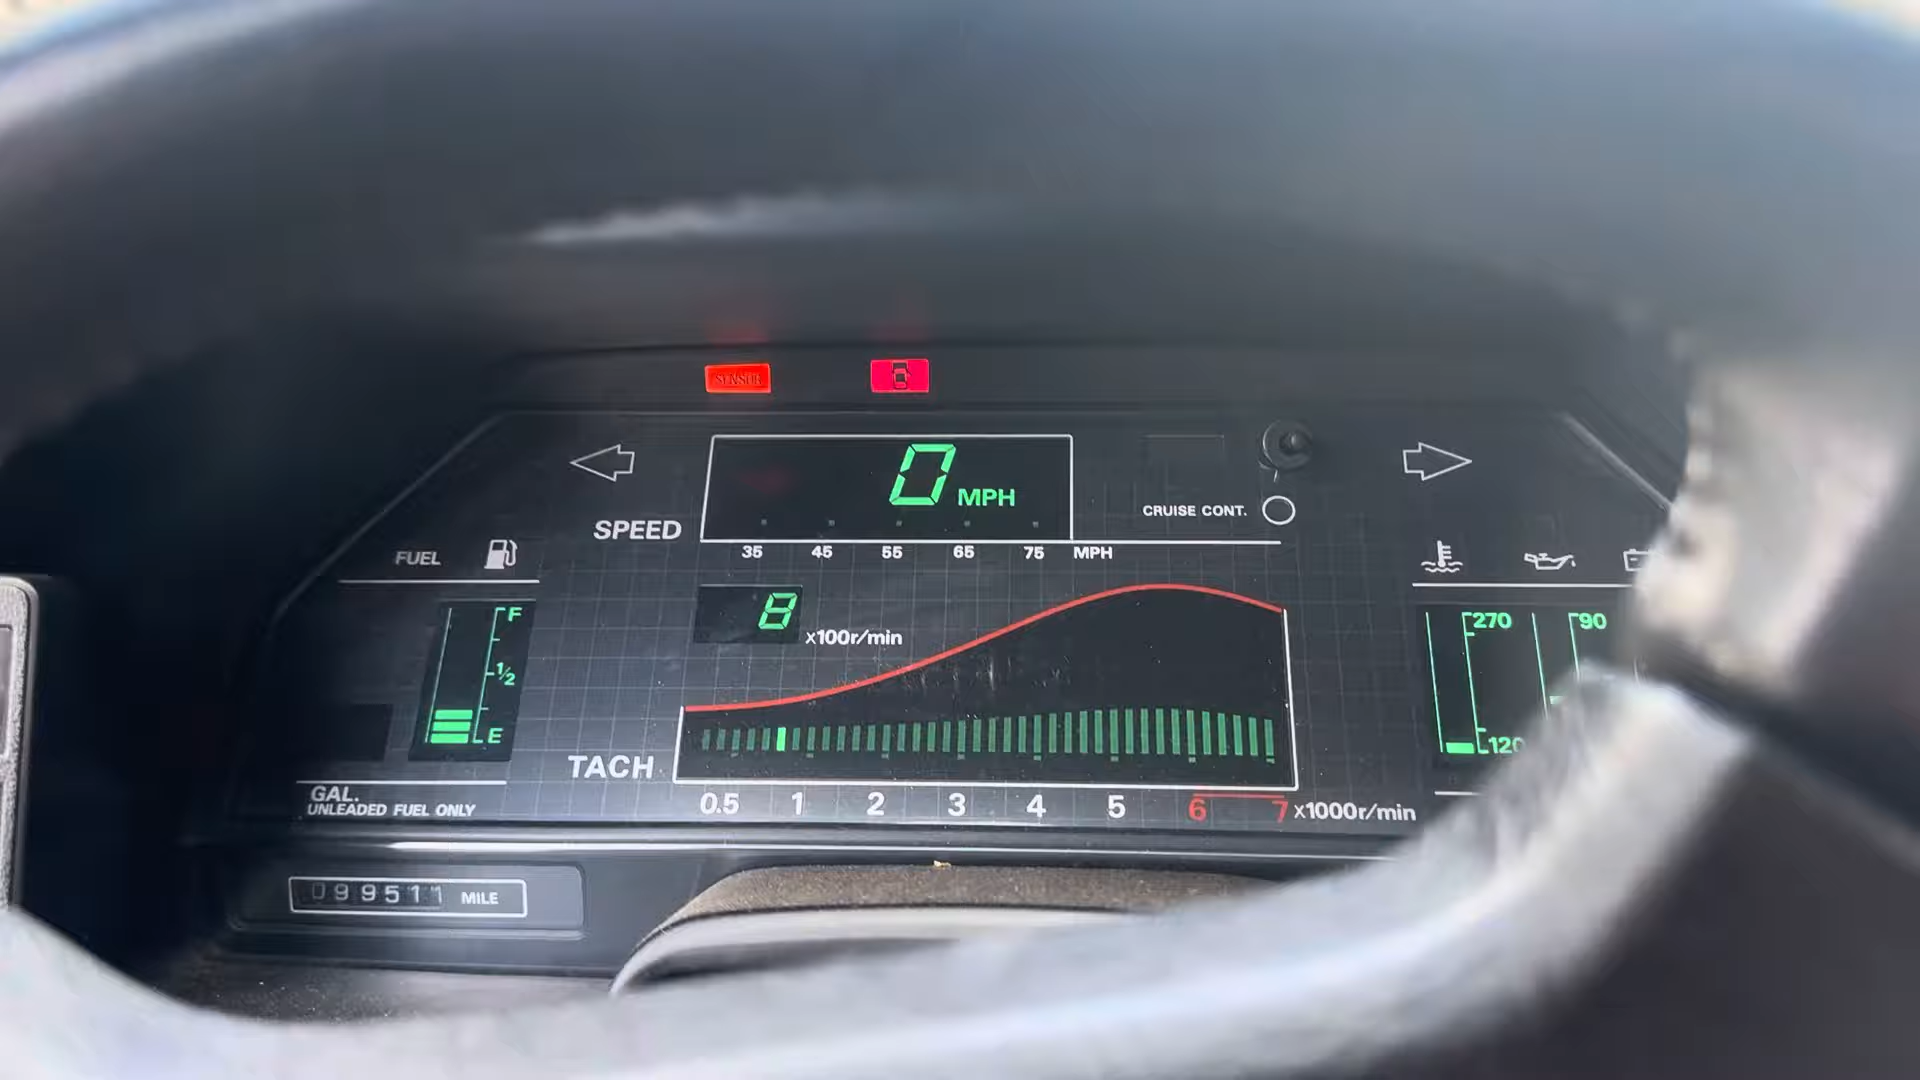 SENSOR
0 MPH
SPEED
35 45 55 65 75 MPH
CRUISE CONT.
FUEL
F
1/2
E
8 x100r/min
270
120
90
TACH
0.5 1 2 3 4 5 6 7 x1000r/min
GAL.
UNLEADED FUEL ONLY
099511 MILE